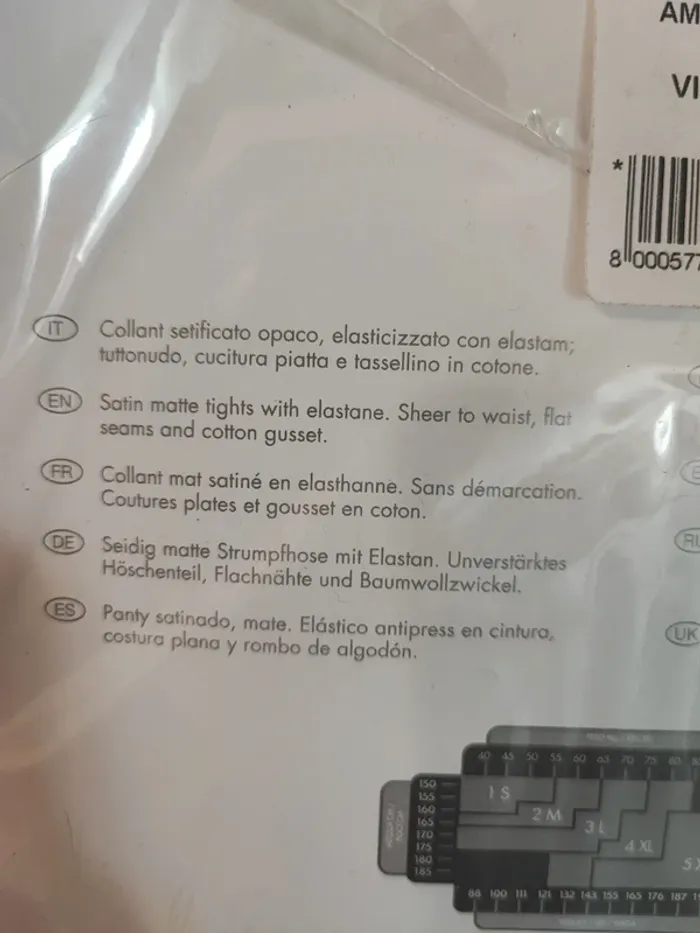 AM
VI
*
8 000577
IT
Collant setificato opaco, elasticizzato con elastam;
tuttonudo, cucitura piatta e tassellino in cotone.
EN
Satin matte tights with elastane. Sheer to waist, flat
seams and cotton gusset.
FR
Collant mat satiné en elasthanne. Sans démarcation.
Coutures plates et gousset en coton.
DE
Seidig matte Strumpfhose mit Elastan. Unverstärktes
Höschenteil, Flachnähte und Baumwollzwickel.
ES
Panty satinado, mate. Elástico antipress en cintura,
costura plana y rombo de algodón.
E
RU
UK
40 45 50 55 60 65 70 75 80
150
155
160
165
170
175
180
185
1 S
2 M
3 L
4 XL
5 X
88 100 111 121 132 143 155 165 176 187